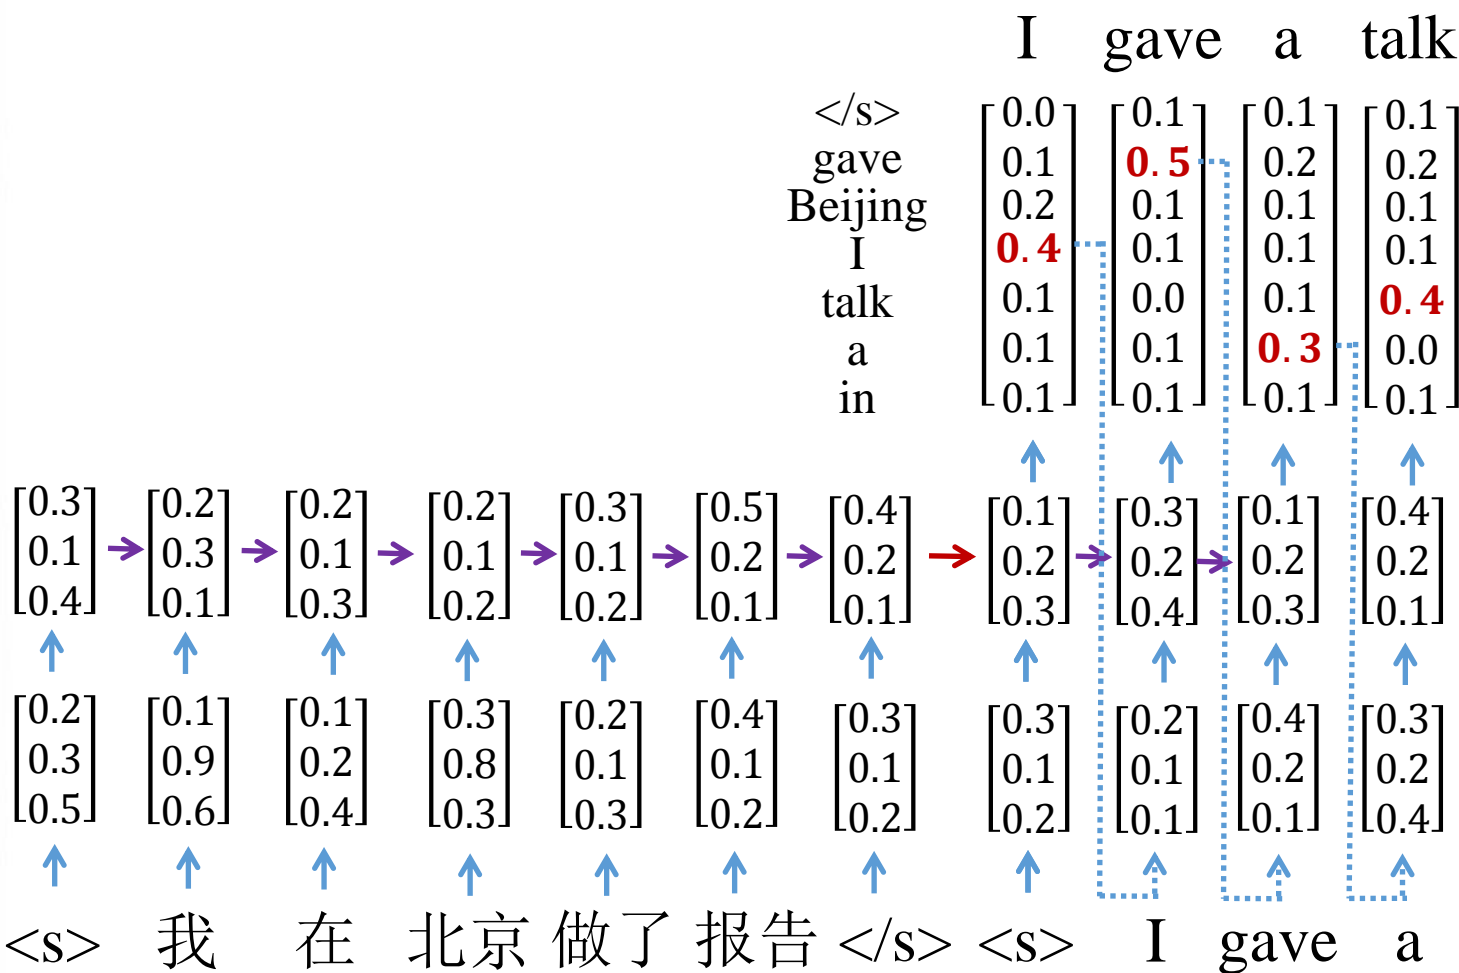 I gave a talk
</s> 0.0 0.1 0.1 0.1
gave 0.1 0.5 0.2 0.2
Beijing 0.2 0.1 0.1 0.1
I 0.4 0.1 0.1 0.1
talk 0.1 0.0 0.1 0.4
a 0.1 0.1 0.3 0.0
in 0.1 0.1 0.1 0.1
0.3 0.2 0.2 0.2 0.3 0.5 0.4 0.1 0.3 0.1 0.4
0.1 0.3 0.1 0.1 0.1 0.2 0.2 0.2 0.2 0.2 0.2
0.4 0.1 0.3 0.2 0.2 0.1 0.1 0.3 0.4 0.3 0.1
0.2 0.1 0.1 0.3 0.2 0.4 0.3 0.3 0.2 0.4 0.3
0.3 0.9 0.2 0.8 0.1 0.1 0.1 0.1 0.1 0.2 0.2
0.5 0.6 0.4 0.3 0.3 0.2 0.2 0.2 0.1 0.1 0.4
<s> 我 在 北京 做了 报告 </s> <s> I gave a